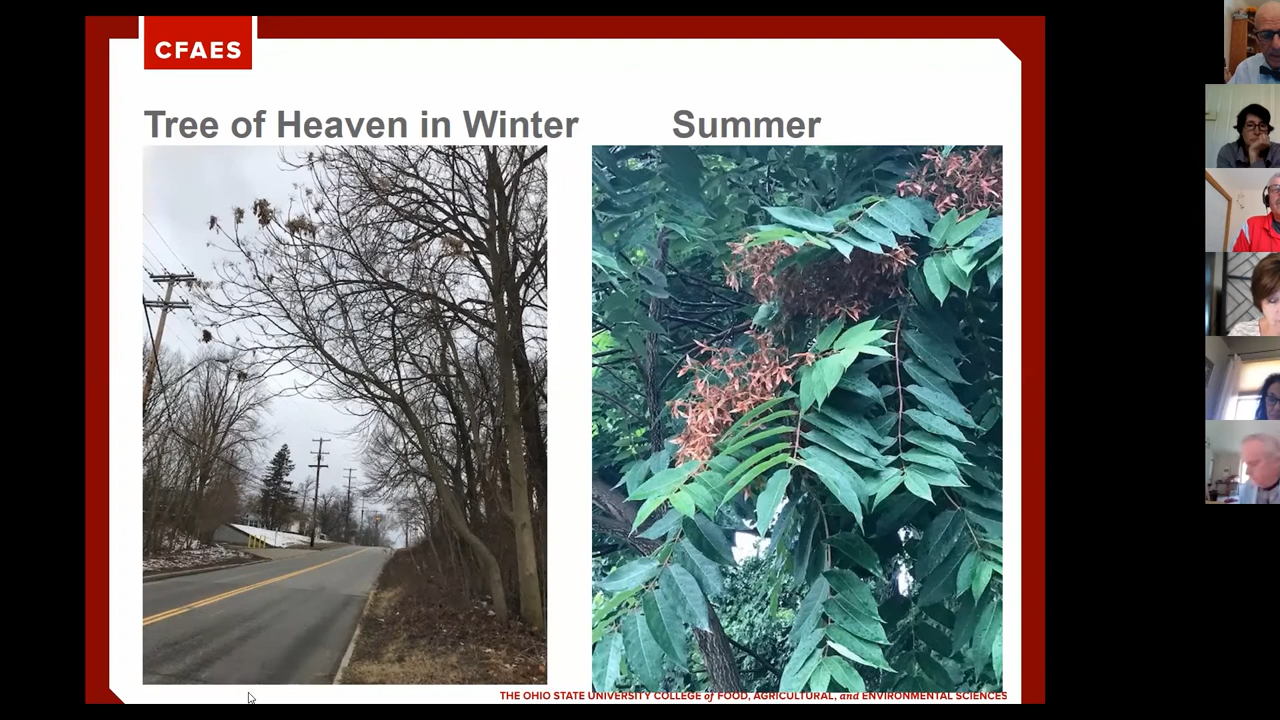 CFAES
Tree of Heaven in Winter Summer
THE OHIO STATE UNIVERSITY COLLEGE of FOOD, AGRICULTURAL, and ENVIRONMENTAL SCIENCES